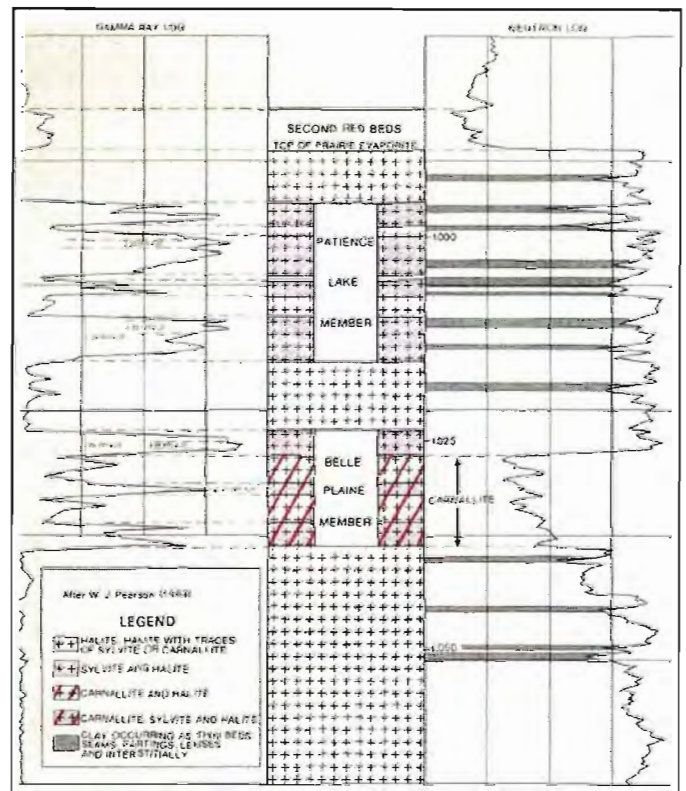 GAMMA RAY LOG
NEUTRON LOG
SECOND RED BEDS
TOP OF PRAIRIE EVAPORITE
PATIENCE
1000
LAKE
MEMBER
1025
BELLE
PLAINE
MEMBER
CARNALLITE
1050
After W. J. Pearson
LEGEND
HALITE, HALITE WITH TRACES
OF SYLVITE OR CARNALLITE
SYLVITE AND HALITE
CARNALLITE AND HALITE
CARNALLITE, SYLVITE AND HALITE
CLAY OCCURRING AS THIN BEDS
SEAMS, PARTINGS, LENSES
AND INTERSTITIALLY